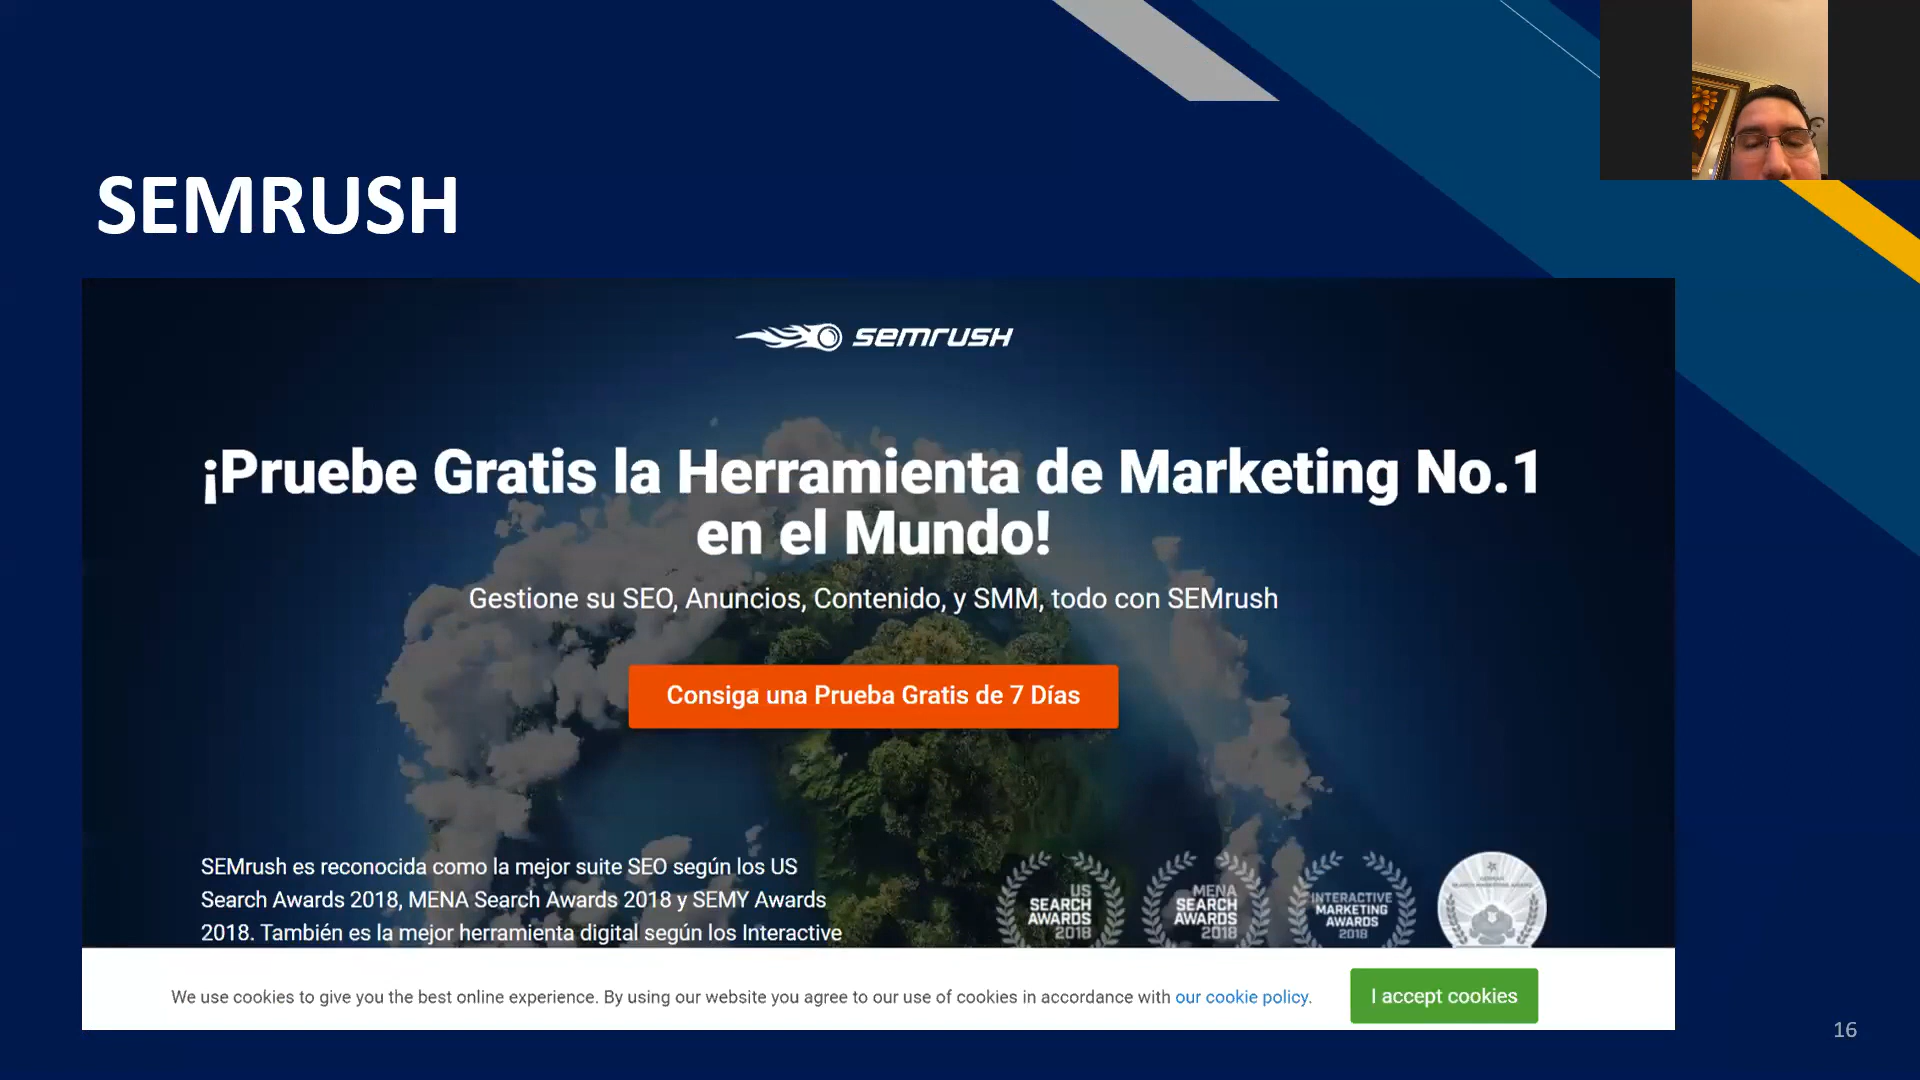 SEMRUSH
semrush
¡Pruebe Gratis la Herramienta de Marketing No.1
en el Mundo!
Gestione su SEO, Anuncios, Contenido, y SMM, todo con SEMrush
Consiga una Prueba Gratis de 7 Días
SEMrush es reconocida como la mejor suite SEO según los US
Search Awards 2018, MENA Search Awards 2018 y SEMY Awards
2018. También es la mejor herramienta digital según los Interactive
US
SEARCH
AWARDS
2018
MENA
SEARCH
AWARDS
2018
INTERACTIVE
MARKETING
AWARDS
2018
We use cookies to give you the best online experience. By using our website you agree to our use of cookies in accordance with our cookie policy.
I accept cookies
16